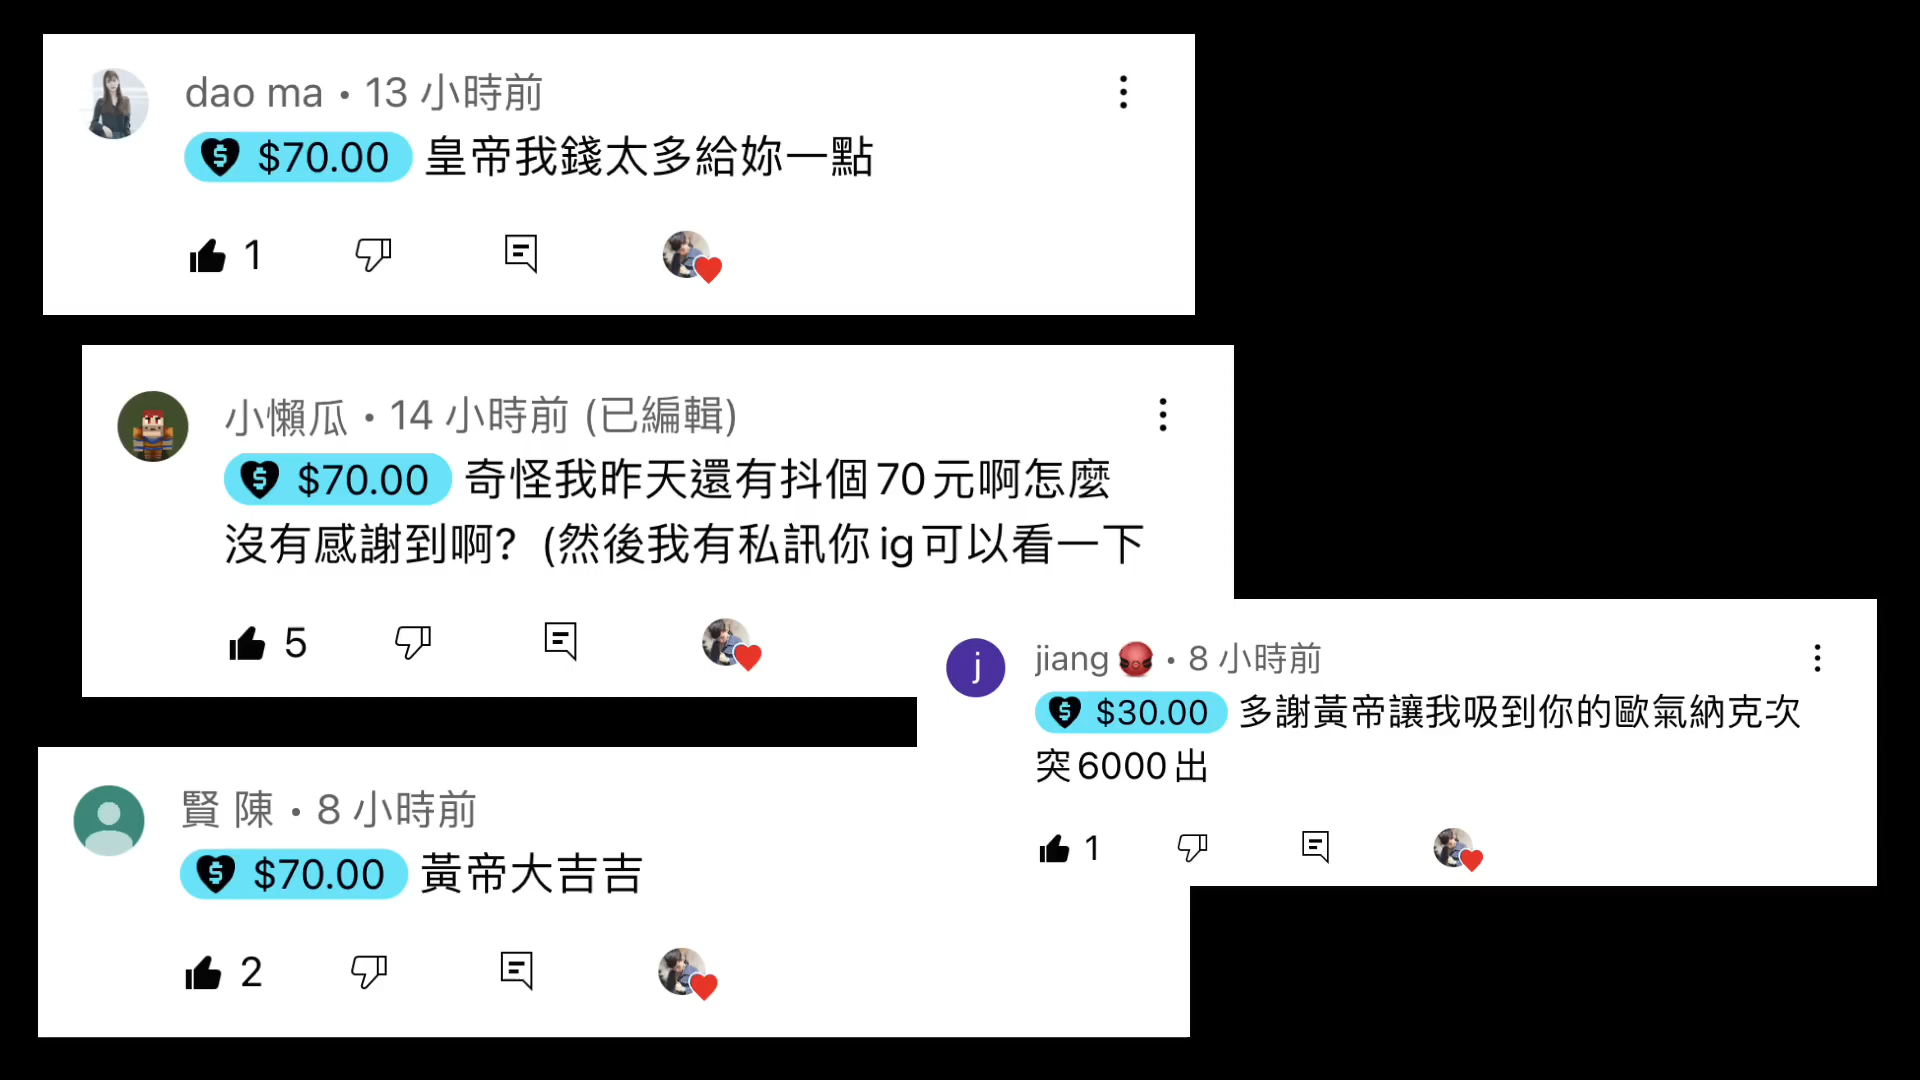 dao ma • 13 小時前
$70.00 皇帝我錢太多給妳一點
1
小懶瓜 • 14 小時前 (已編輯)
$70.00 奇怪我昨天還有抖個70元啊怎麼
沒有感謝到啊? (然後我有私訊你ig可以看一下
5
jiang • 8 小時前
$30.00 多謝黃帝讓我吸到你的歐氣納克次
突6000出
1
賢 陳 • 8 小時前
$70.00 黃帝大吉吉
2